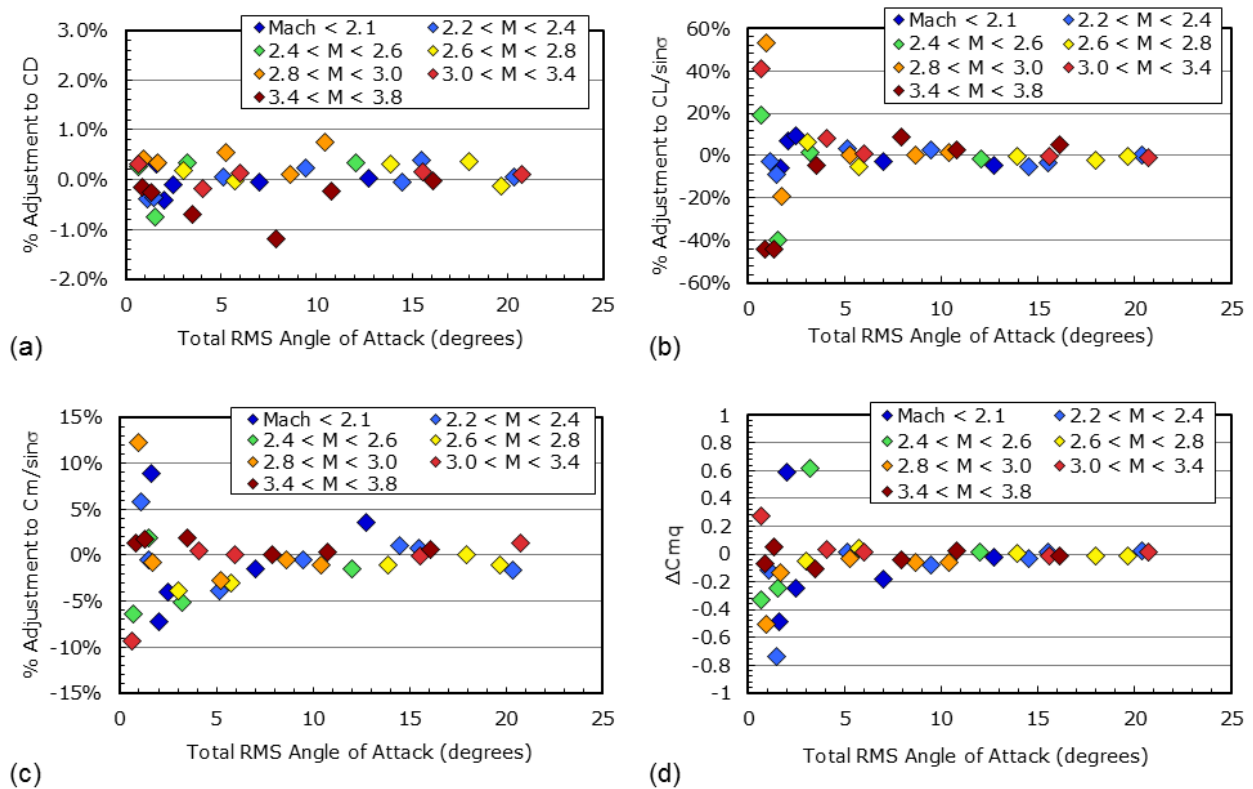 3.0%
2.0%
1.0%
0.0%
-1.0%
-2.0%
% Adjustment to CD
Mach < 2.1
2.2 < M < 2.4
2.4 < M < 2.6
2.6 < M < 2.8
2.8 < M < 3.0
3.0 < M < 3.4
3.4 < M < 3.8
0 5 10 15 20 25
Total RMS Angle of Attack (degrees)
(a)
60%
40%
20%
0%
-20%
-40%
-60%
% Adjustment to CL/sinσ
Mach < 2.1
2.2 < M < 2.4
2.4 < M < 2.6
2.6 < M < 2.8
2.8 < M < 3.0
3.0 < M < 3.4
3.4 < M < 3.8
0 5 10 15 20 25
Total RMS Angle of Attack (degrees)
(b)
15%
10%
5%
0%
-5%
-10%
-15%
% Adjustment to Cm/sinσ
Mach < 2.1
2.2 < M < 2.4
2.4 < M < 2.6
2.6 < M < 2.8
2.8 < M < 3.0
3.0 < M < 3.4
3.4 < M < 3.8
0 5 10 15 20 25
Total RMS Angle of Attack (degrees)
(c)
1
0.8
0.6
0.4
0.2
0
-0.2
-0.4
-0.6
-0.8
-1
ΔCmq
Mach < 2.1
2.2 < M < 2.4
2.4 < M < 2.6
2.6 < M < 2.8
2.8 < M < 3.0
3.0 < M < 3.4
3.4 < M < 3.8
0 5 10 15 20 25
Total RMS Angle of Attack (degrees)
(d)